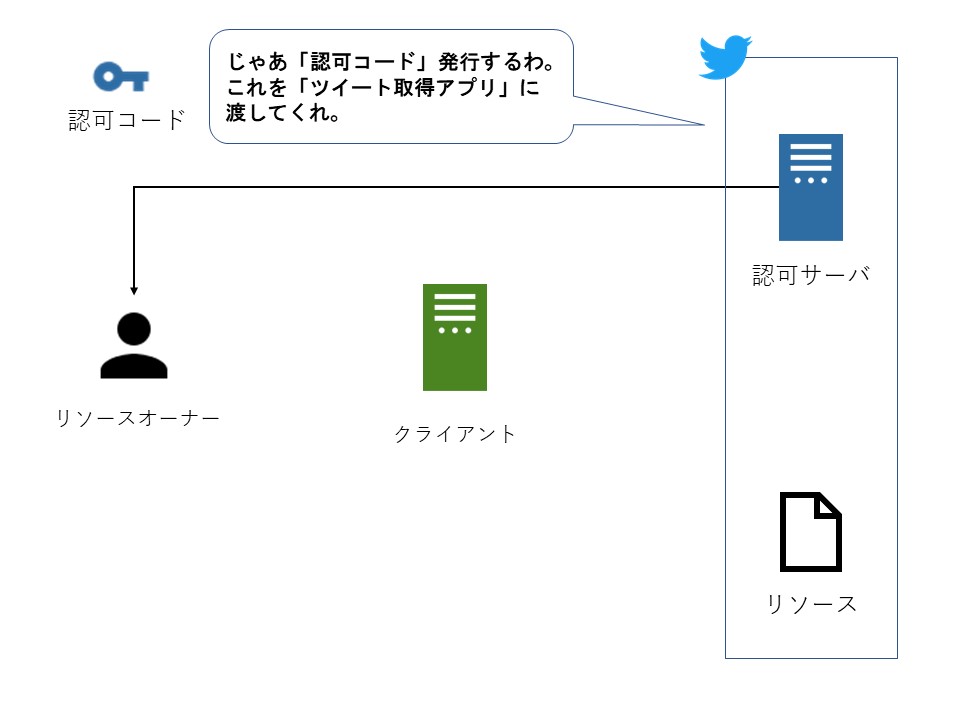 認可コード
じゃあ「認可コード」発行するわ。
これを「ツイート取得アプリ」に
渡してくれ。
認可サーバ
リソースオーナー
クライアント
リソース